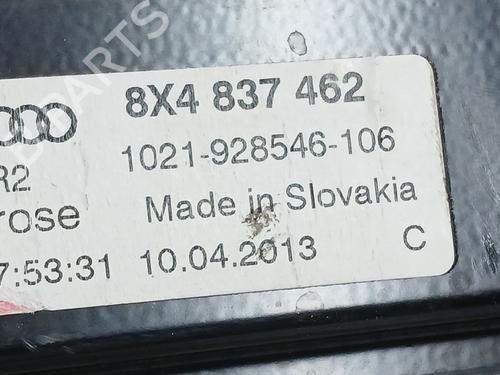 8X4 837 462
R2 1021-928546-106
rose Made in Slovakia
7:53:31 10.04.2013 C